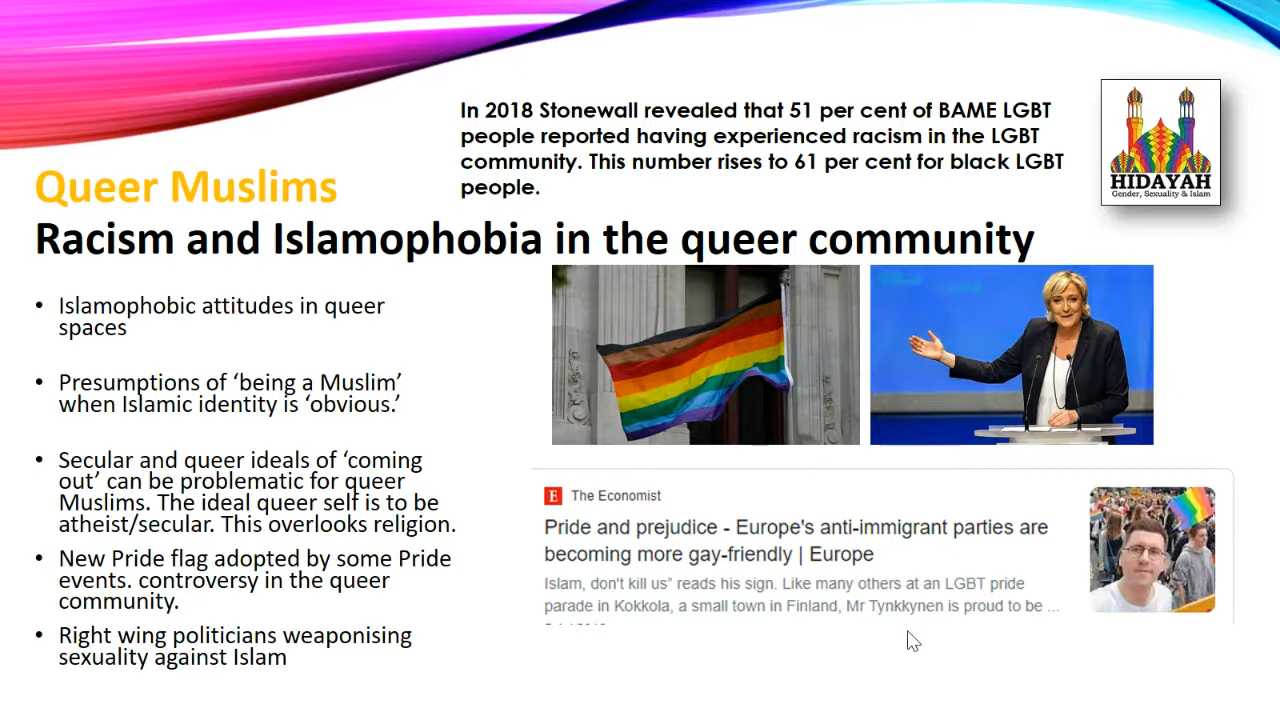 In 2018 Stonewall revealed that 51 per cent of BAME LGBT
people reported having experienced racism in the LGBT
community. This number rises to 61 per cent for black LGBT
people.
HIDAYAH
Gender, Sexuality & Islam
Queer Muslims
Racism and Islamophobia in the queer community
• Islamophobic attitudes in queer
spaces
• Presumptions of ‘being a Muslim’
when Islamic identity is ‘obvious.’
• Secular and queer ideals of ‘coming
out’ can be problematic for queer
Muslims. The ideal queer self is to be
atheist/secular. This overlooks religion.
• New Pride flag adopted by some Pride
events. controversy in the queer
community.
• Right wing politicians weaponising
sexuality against Islam
E The Economist
Pride and prejudice - Europe's anti-immigrant parties are
becoming more gay-friendly | Europe
Islam, don't kill us” reads his sign. Like many others at an LGBT pride
parade in Kokkola, a small town in Finland, Mr Tynkkynen is proud to be ...